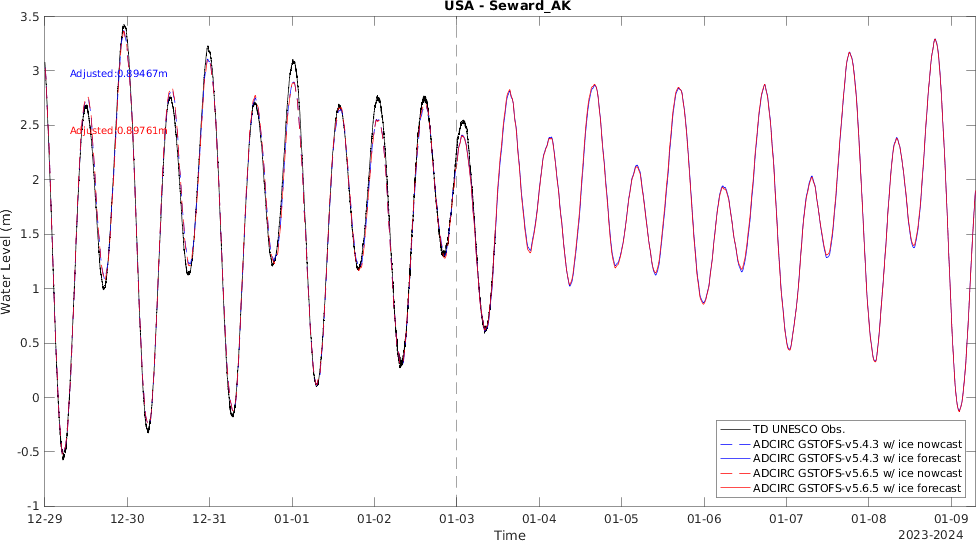 USA - Seward_AK
3.5
3
2.5
2
1.5
1
0.5
0
-0.5
-1
Water Level (m)
Adjusted:0.89467m
Adjusted:0.89761m
TD UNESCO Obs.
ADCIRC GSTOFS-v5.4.3 w/ ice nowcast
ADCIRC GSTOFS-v5.4.3 w/ ice forecast
ADCIRC GSTOFS-v5.6.5 w/ ice nowcast
ADCIRC GSTOFS-v5.6.5 w/ ice forecast
12-29 12-30 12-31 01-01 01-02 01-03 01-04 01-05 01-06 01-07 01-08 01-09
Time
2023-2024